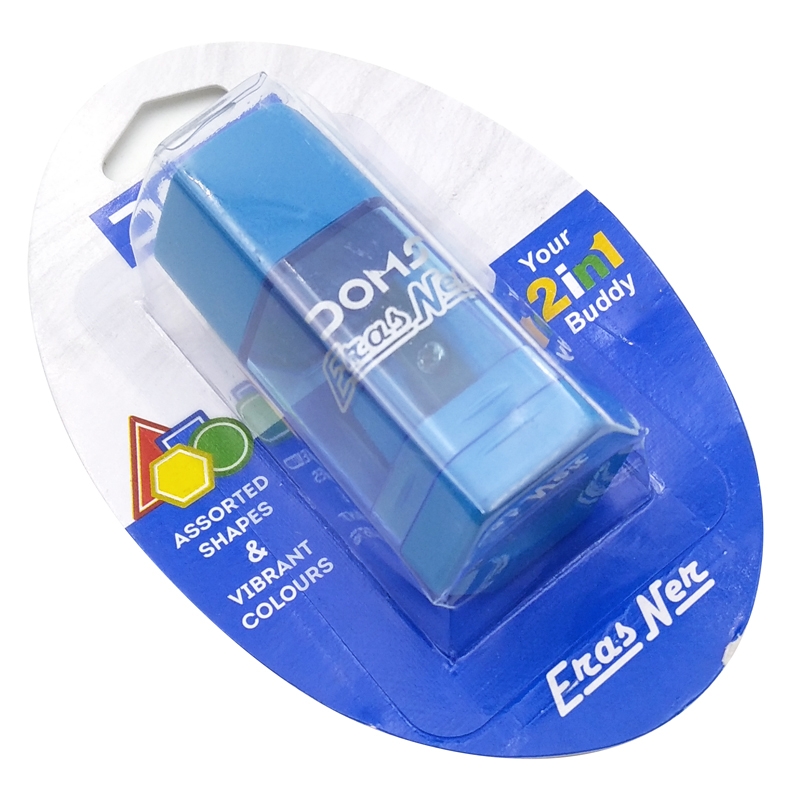 DOMS
Eras Ner
Your
2in1
Buddy
ASSORTED
SHAPES
&
VIBRANT
COLOURS
Eras Ner